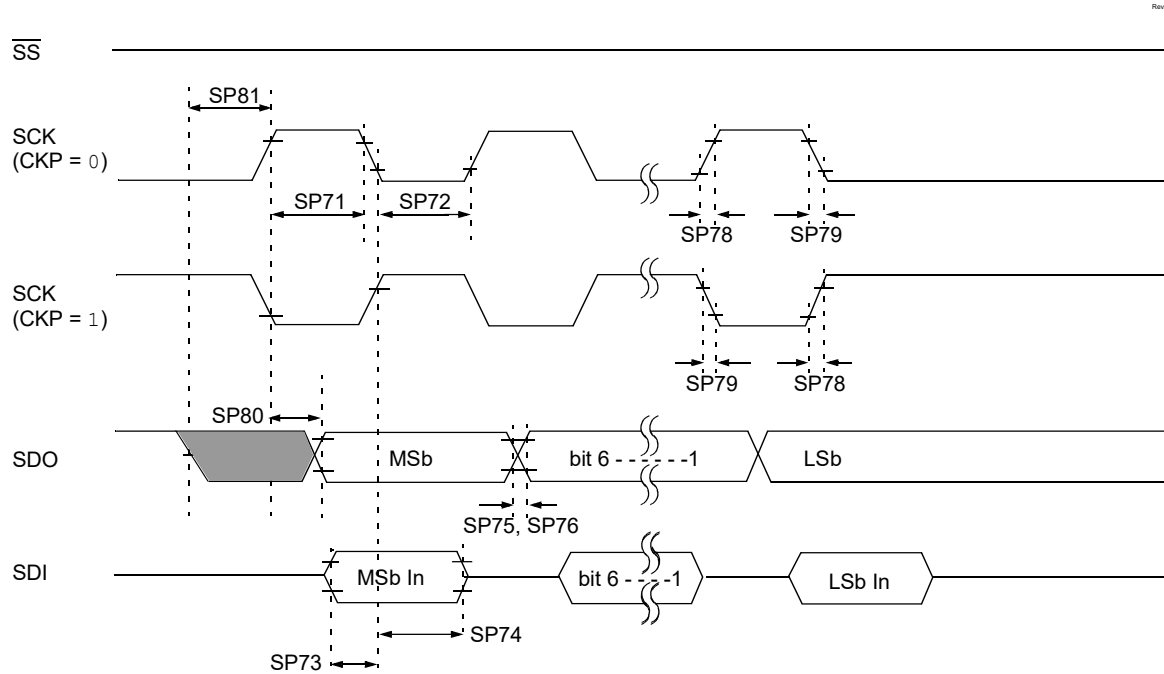 Rev
SS
SP81
SCK
(CKP = 0)
SP71
SP72
SP78
SP79
SCK
(CKP = 1)
SP79
SP78
SP80
SDO
MSb
bit 6 - - - - - -1
LSb
SP75, SP76
SDI
MSb In
bit 6 - - - -1
LSb In
SP74
SP73